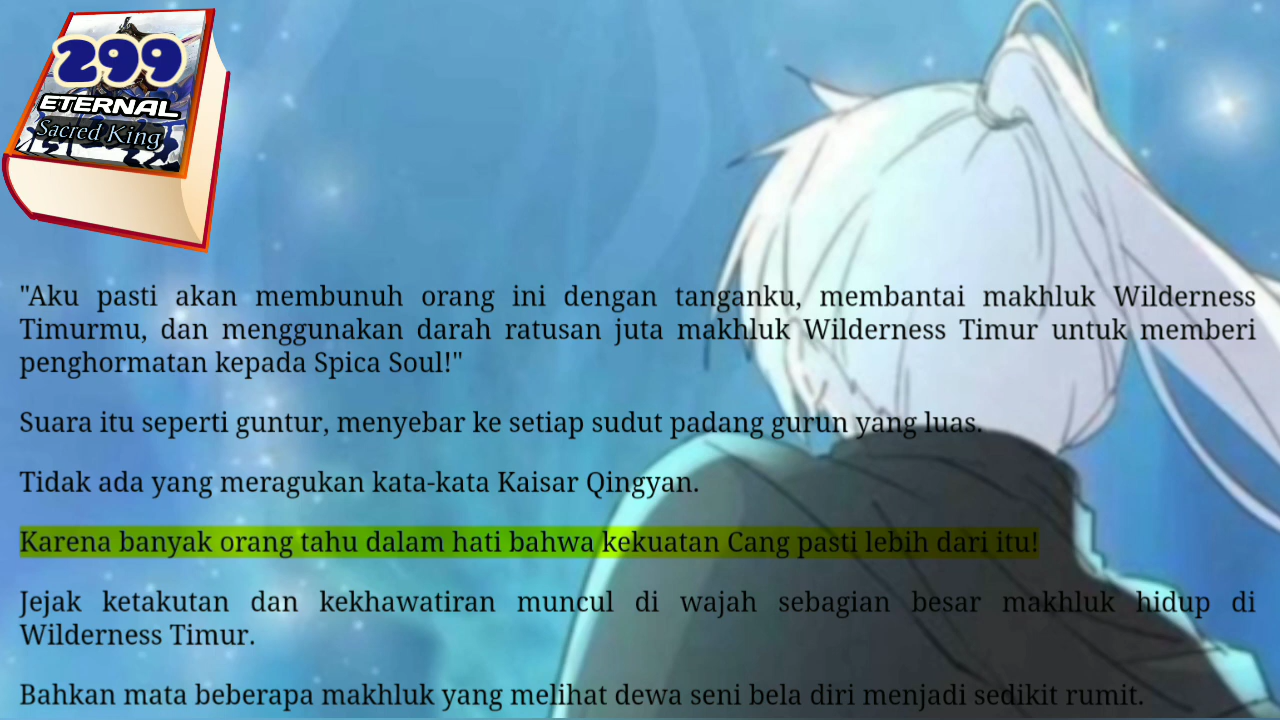 299
ETERNAL
Sacred King
"Aku pasti akan membunuh orang ini dengan tanganku, membantai makhluk Wilderness
Timurmu, dan menggunakan darah ratusan juta makhluk Wilderness Timur untuk memberi
penghormatan kepada Spica Soul!"
Suara itu seperti guntur, menyebar ke setiap sudut padang gurun yang luas.
Tidak ada yang meragukan kata-kata Kaisar Qingyan.
Karena banyak orang tahu dalam hati bahwa kekuatan Cang pasti lebih dari itu!
Jejak ketakutan dan kekhawatiran muncul di wajah sebagian besar makhluk hidup di
Wilderness Timur.
Bahkan mata beberapa makhluk yang melihat dewa seni bela diri menjadi sedikit rumit.